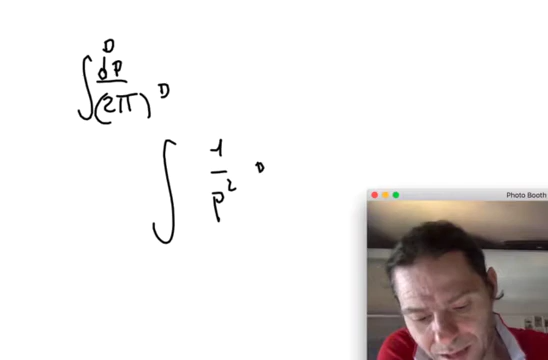 ∫ d^D p / (2π)^D
∫ 1 / p^2 D
Photo Booth